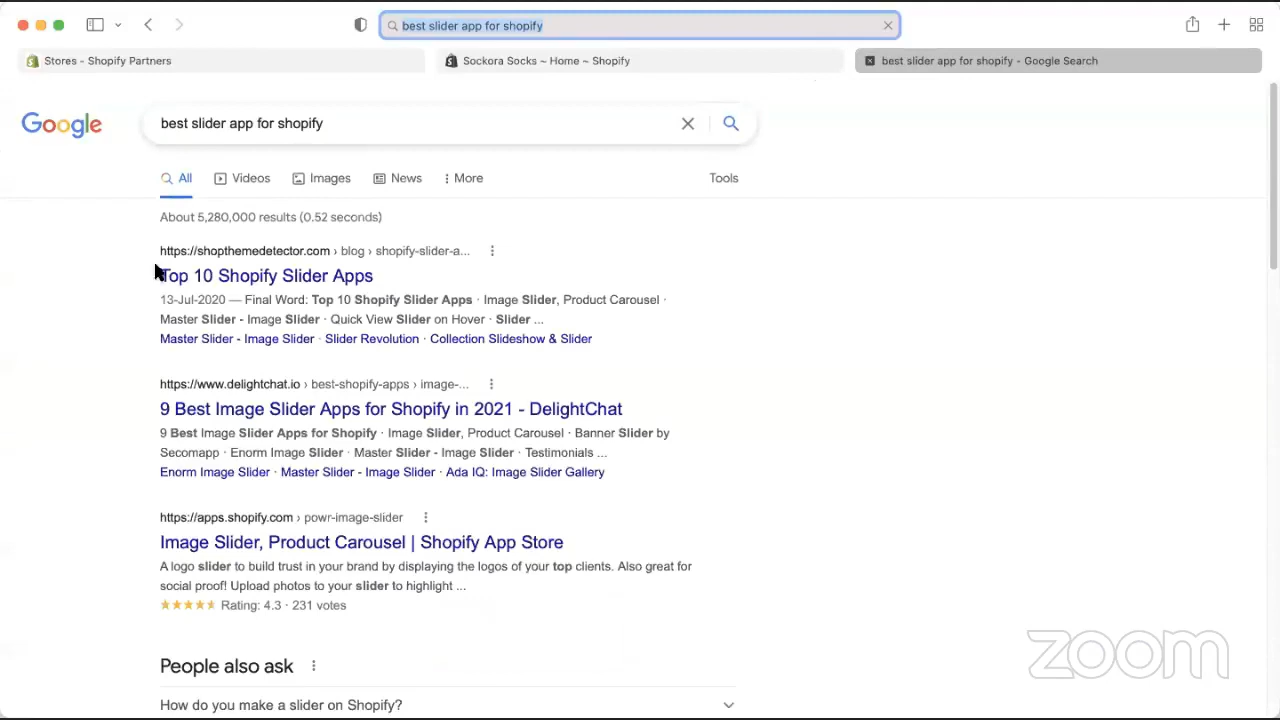 best slider app for shopify
Stores - Shopify Partners
Sockora Socks ~ Home ~ Shopify
best slider app for shopify - Google Search
Google
best slider app for shopify
All
Videos
Images
News
More
Tools
About 5,280,000 results (0.52 seconds)
https://shopthemedetector.com › blog › shopify-slider-a...
Top 10 Shopify Slider Apps
13-Jul-2020 — Final Word: Top 10 Shopify Slider Apps · Image Slider, Product Carousel ·
Master Slider - Image Slider · Quick View Slider on Hover · Slider ...
Master Slider - Image Slider · Slider Revolution · Collection Slideshow & Slider
https://www.delightchat.io › best-shopify-apps › image-...
9 Best Image Slider Apps for Shopify in 2021 - DelightChat
9 Best Image Slider Apps for Shopify · Image Slider, Product Carousel · Banner Slider by
Secomapp · Enorm Image Slider · Master Slider - Image Slider · Testimonials ...
Enorm Image Slider · Master Slider - Image Slider · Ada IQ: Image Slider Gallery
https://apps.shopify.com › powr-image-slider
Image Slider, Product Carousel | Shopify App Store
A logo slider to build trust in your brand by displaying the logos of your top clients. Also great for
social proof! Upload photos to your slider to highlight ...
Rating: 4.3 · 231 votes
People also ask
How do you make a slider on Shopify?
zoom